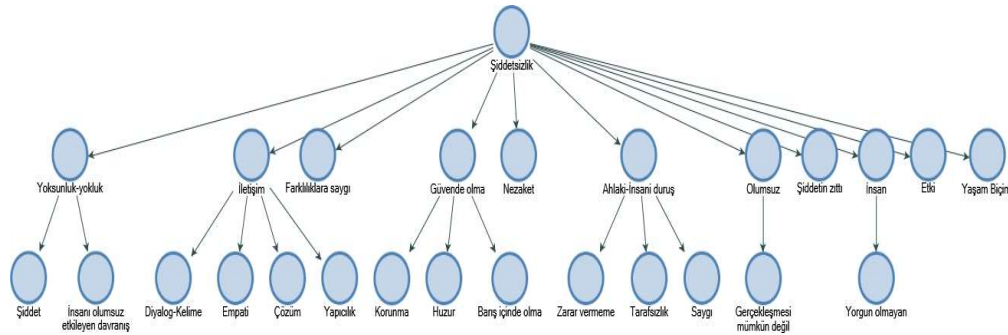 Şiddetsizlik
Yoksunluk-yokluk
İletişim
Farklılıklara saygı
Güvende olma
Nezaket
Ahlaki-İnsani duruş
Olumsuz
Şiddetin zıttı
İnsan
Etki
Yaşam Biçin
Şiddet
İnsanı olumsuz
etkileyen davranış
Diyalog-Kelime
Empati
Çözüm
Yapıcılık
Korunma
Huzur
Barış içinde olma
Zarar vermeme
Tarafsızlık
Saygı
Gerçekleşmesi
mümkün değil
Yorgun olmayan